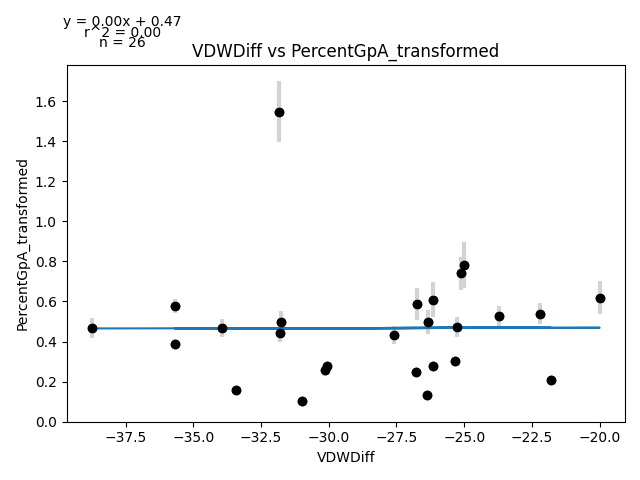 y = 0.00x + 0.47
r^2 = 0.00
n = 26
VDWDiff vs PercentGpA_transformed
PercentGpA_transformed
1.6
1.4
1.2
1.0
0.8
0.6
0.4
0.2
0.0
−37.5 −35.0 −32.5 −30.0 −27.5 −25.0 −22.5 −20.0
VDWDiff